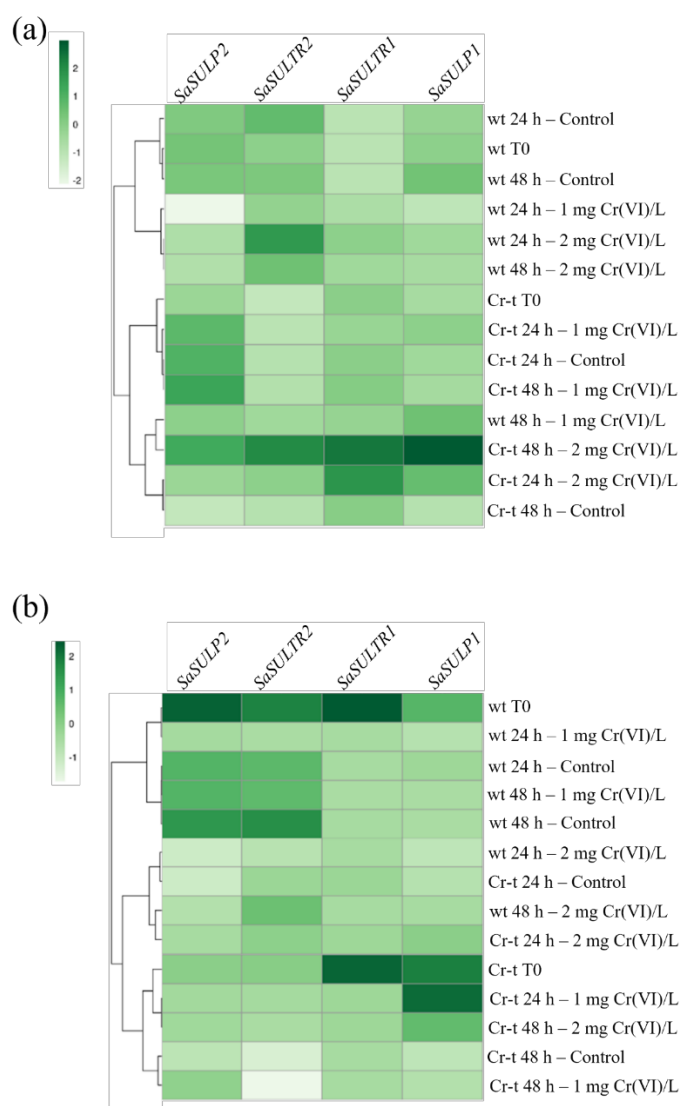 (a)
SaSULP2 SaSULTR2 SaSULTR1 SaSULP1
2
1
0
-1
-2
wt 24 h – Control
wt T0
wt 48 h – Control
wt 24 h – 1 mg Cr(VI)/L
wt 24 h – 2 mg Cr(VI)/L
wt 48 h – 2 mg Cr(VI)/L
Cr-t T0
Cr-t 24 h – 1 mg Cr(VI)/L
Cr-t 24 h – Control
Cr-t 48 h – 1 mg Cr(VI)/L
wt 48 h – 1 mg Cr(VI)/L
Cr-t 48 h – 2 mg Cr(VI)/L
Cr-t 24 h – 2 mg Cr(VI)/L
Cr-t 48 h – Control
(b)
SaSULP2 SaSULTR2 SaSULTR1 SaSULP1
2
1
0
-1
wt T0
wt 24 h – 1 mg Cr(VI)/L
wt 24 h – Control
wt 48 h – 1 mg Cr(VI)/L
wt 48 h – Control
wt 24 h – 2 mg Cr(VI)/L
Cr-t 24 h – Control
wt 48 h – 2 mg Cr(VI)/L
Cr-t 24 h – 2 mg Cr(VI)/L
Cr-t T0
Cr-t 24 h – 1 mg Cr(VI)/L
Cr-t 48 h – 2 mg Cr(VI)/L
Cr-t 48 h – Control
Cr-t 48 h – 1 mg Cr(VI)/L